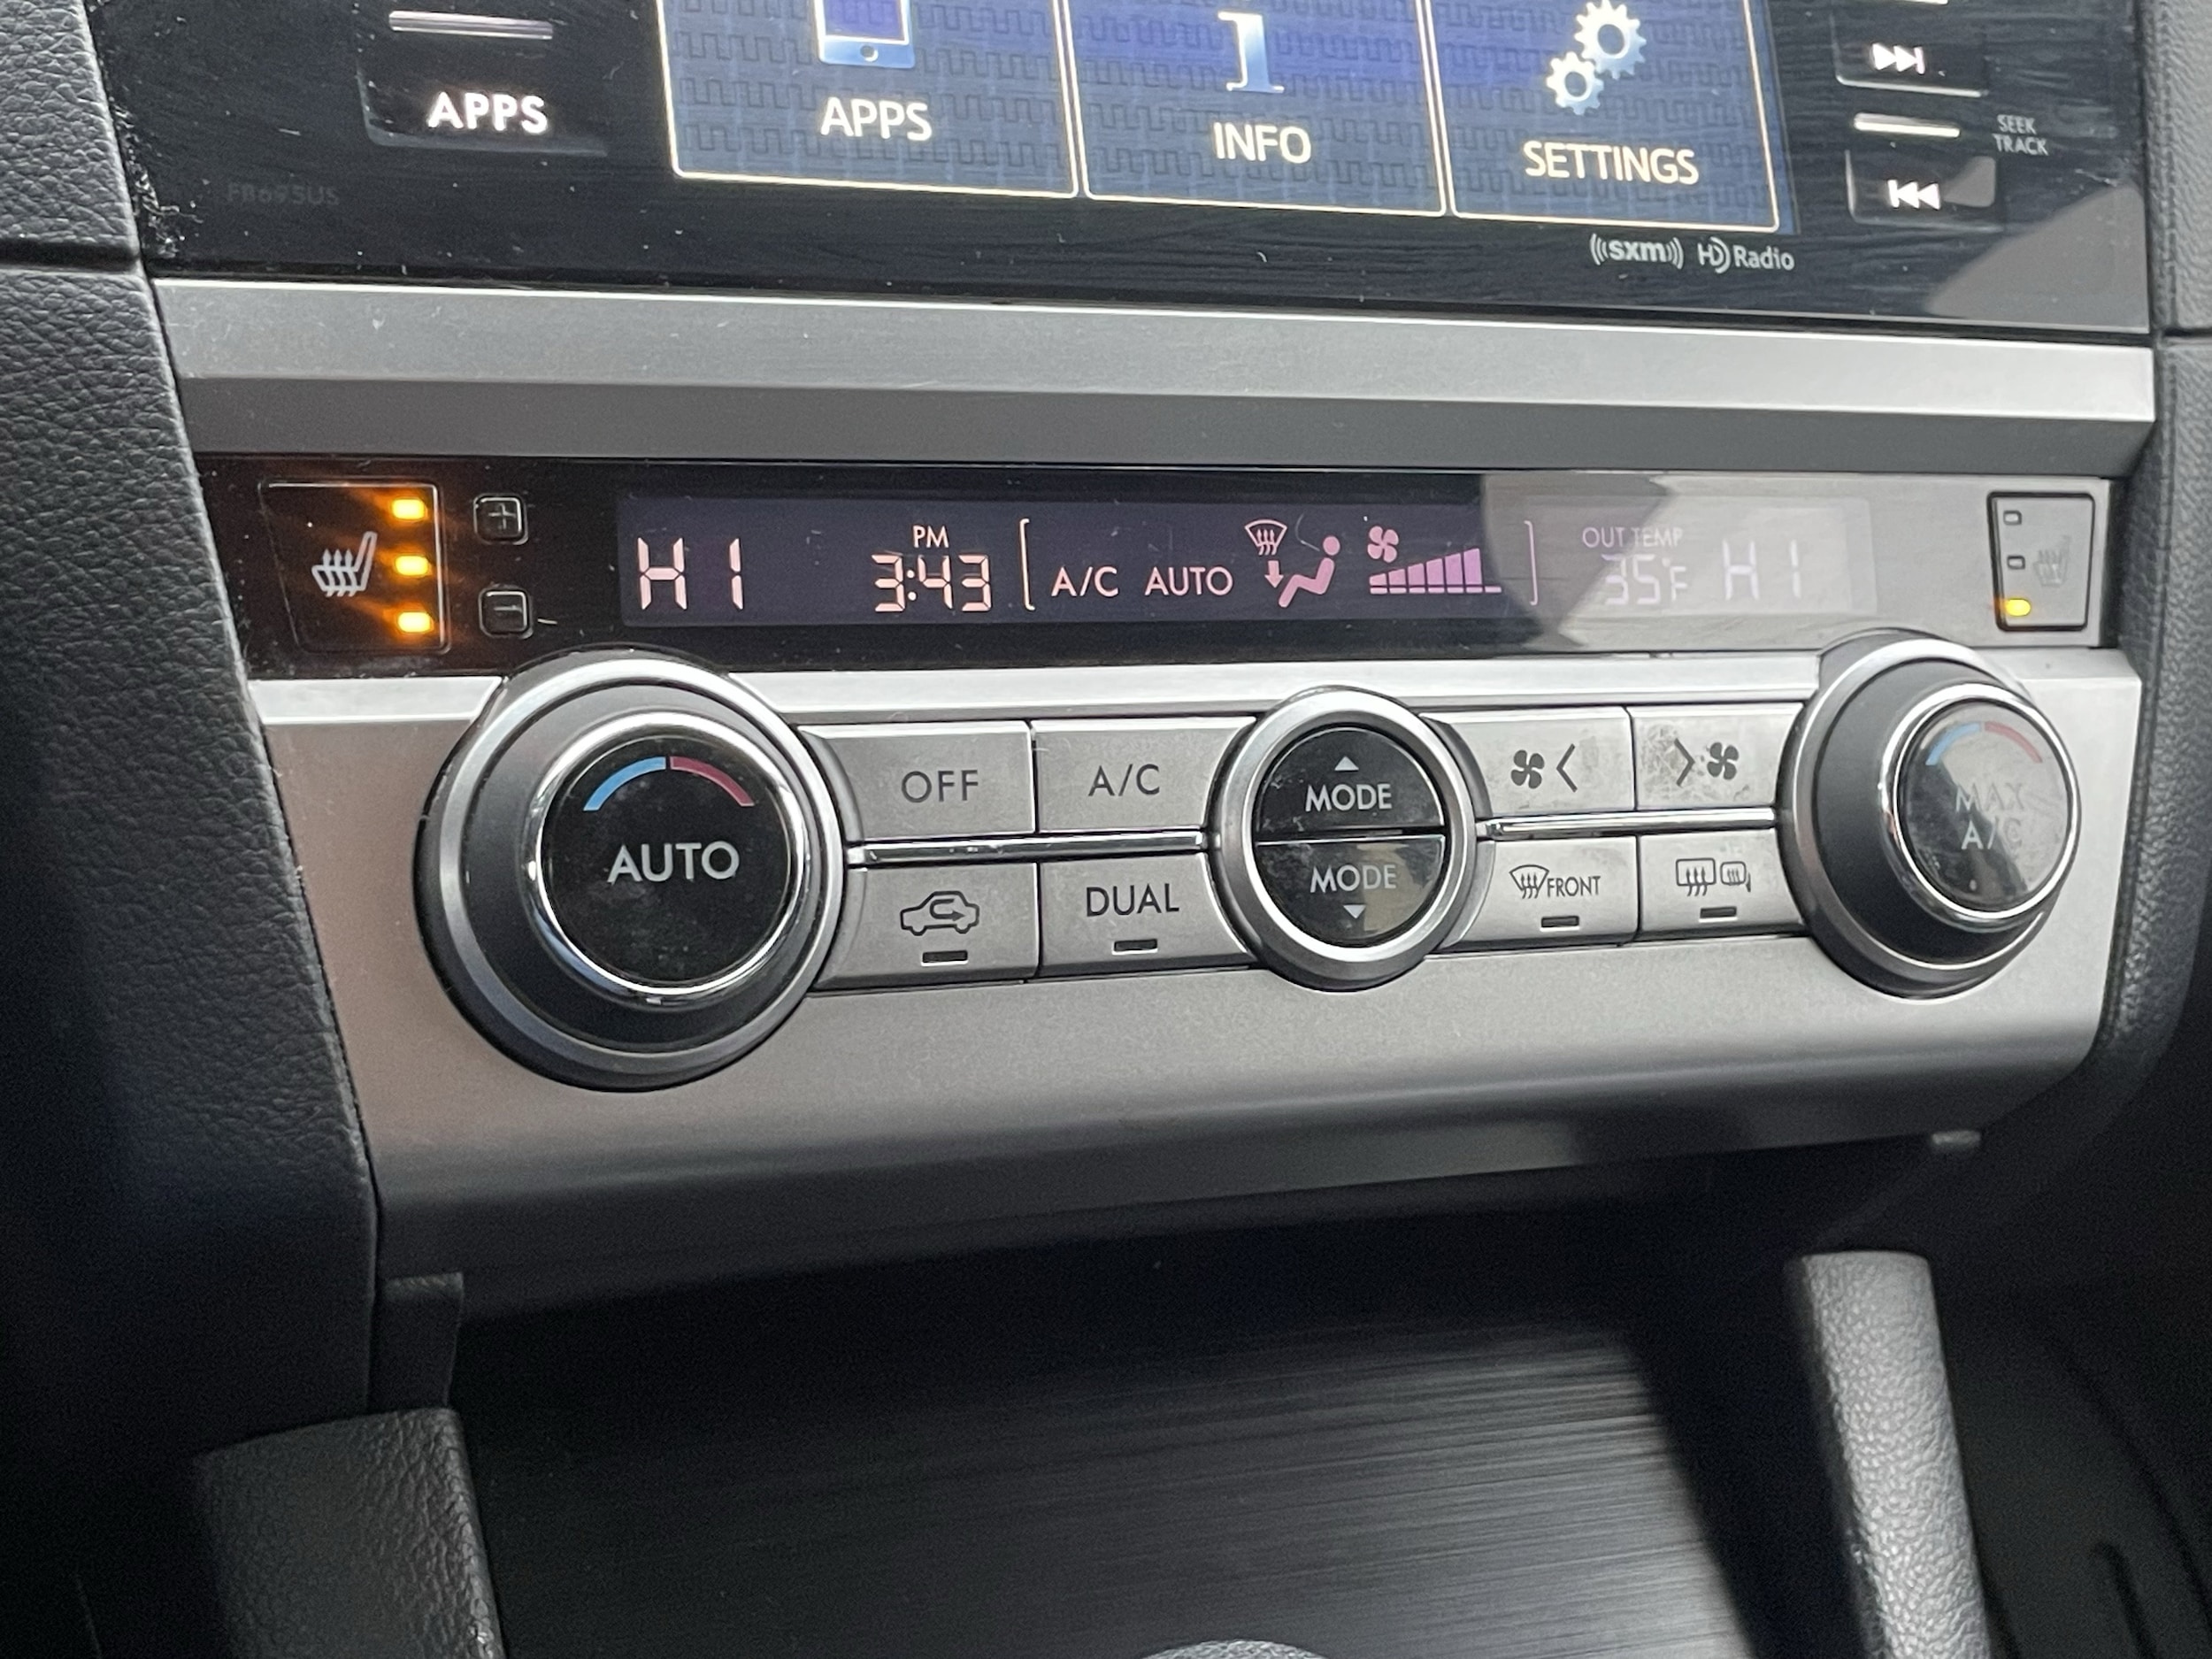 APPS
APPS
INFO
SETTINGS
SEEK
TRACK
FB695US
((sxm)) HD Radio
HI
PM
3:43
A/C AUTO
OUT TEMP
35°F
HI
AUTO
OFF
A/C
MODE
MODE
DUAL
FRONT
MAX
A/C